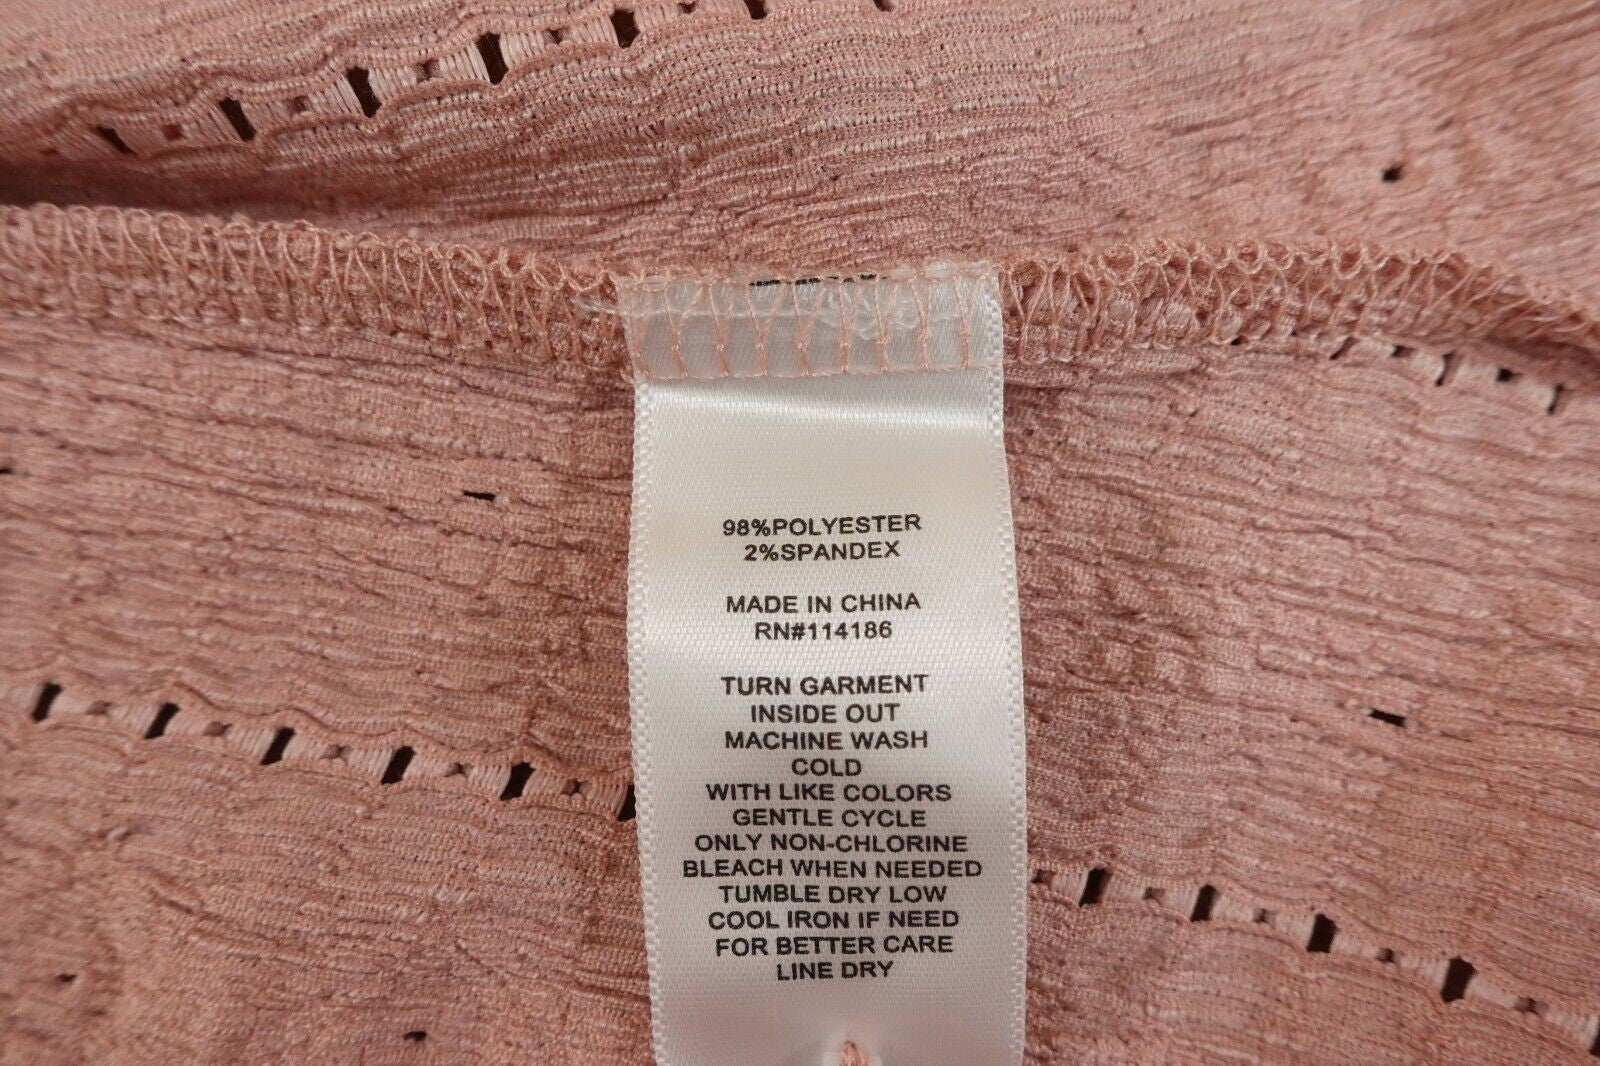 98%POLYESTER
2%SPANDEX
MADE IN CHINA
RN#114186
TURN GARMENT
INSIDE OUT
MACHINE WASH
COLD
WITH LIKE COLORS
GENTLE CYCLE
ONLY NON-CHLORINE
BLEACH WHEN NEEDED
TUMBLE DRY LOW
COOL IRON IF NEED
FOR BETTER CARE
LINE DRY